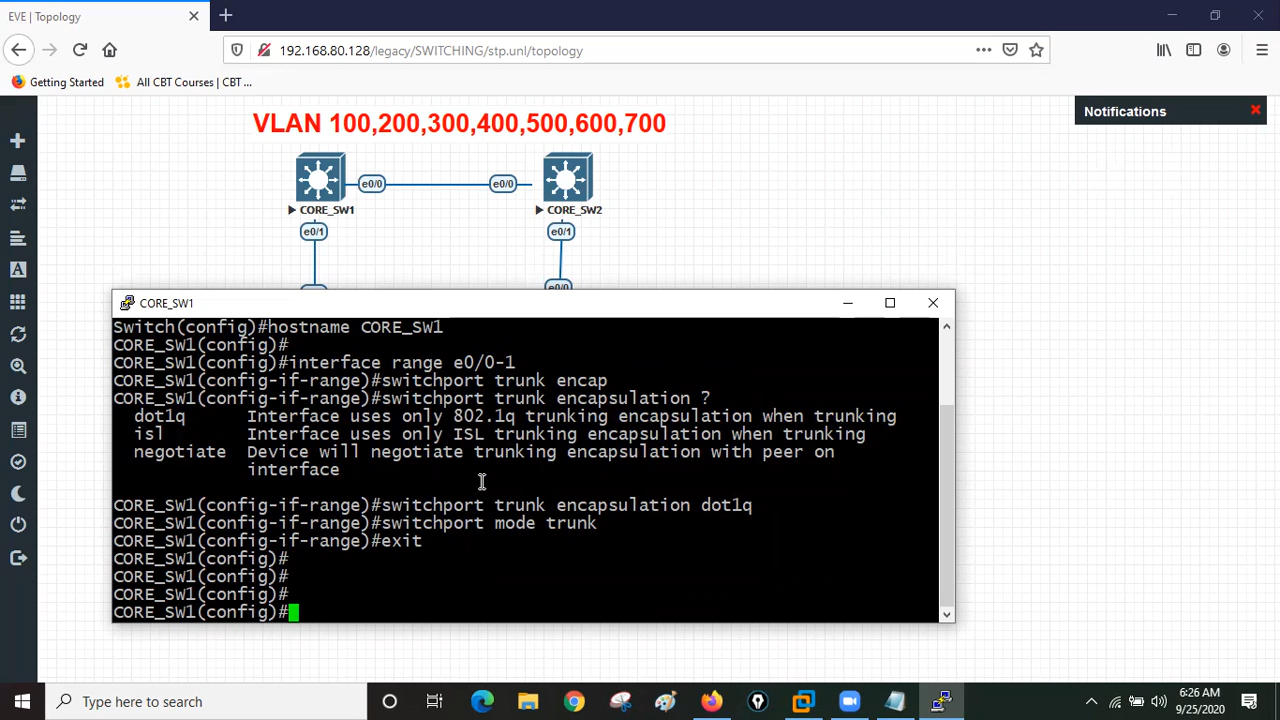 EVE | Topology
192.168.80.128/legacy/SWITCHING/stp.unl/topology
Getting Started
All CBT Courses | CBT ...
Notifications
VLAN 100,200,300,400,500,600,700
e0/0
e0/0
CORE_SW1
CORE_SW2
e0/1
e0/1
e0/0
CORE_SW1
Switch(config)#hostname CORE_SW1
CORE_SW1(config)#
CORE_SW1(config)#interface range e0/0-1
CORE_SW1(config-if-range)#switchport trunk encap
CORE_SW1(config-if-range)#switchport trunk encapsulation ?
dot1q Interface uses only 802.1q trunking encapsulation when trunking
isl Interface uses only ISL trunking encapsulation when trunking
negotiate Device will negotiate trunking encapsulation with peer on
interface
CORE_SW1(config-if-range)#switchport trunk encapsulation dot1q
CORE_SW1(config-if-range)#switchport mode trunk
CORE_SW1(config-if-range)#exit
CORE_SW1(config)#
CORE_SW1(config)#
CORE_SW1(config)#
CORE_SW1(config)#
Type here to search
6:26 AM
9/25/2020